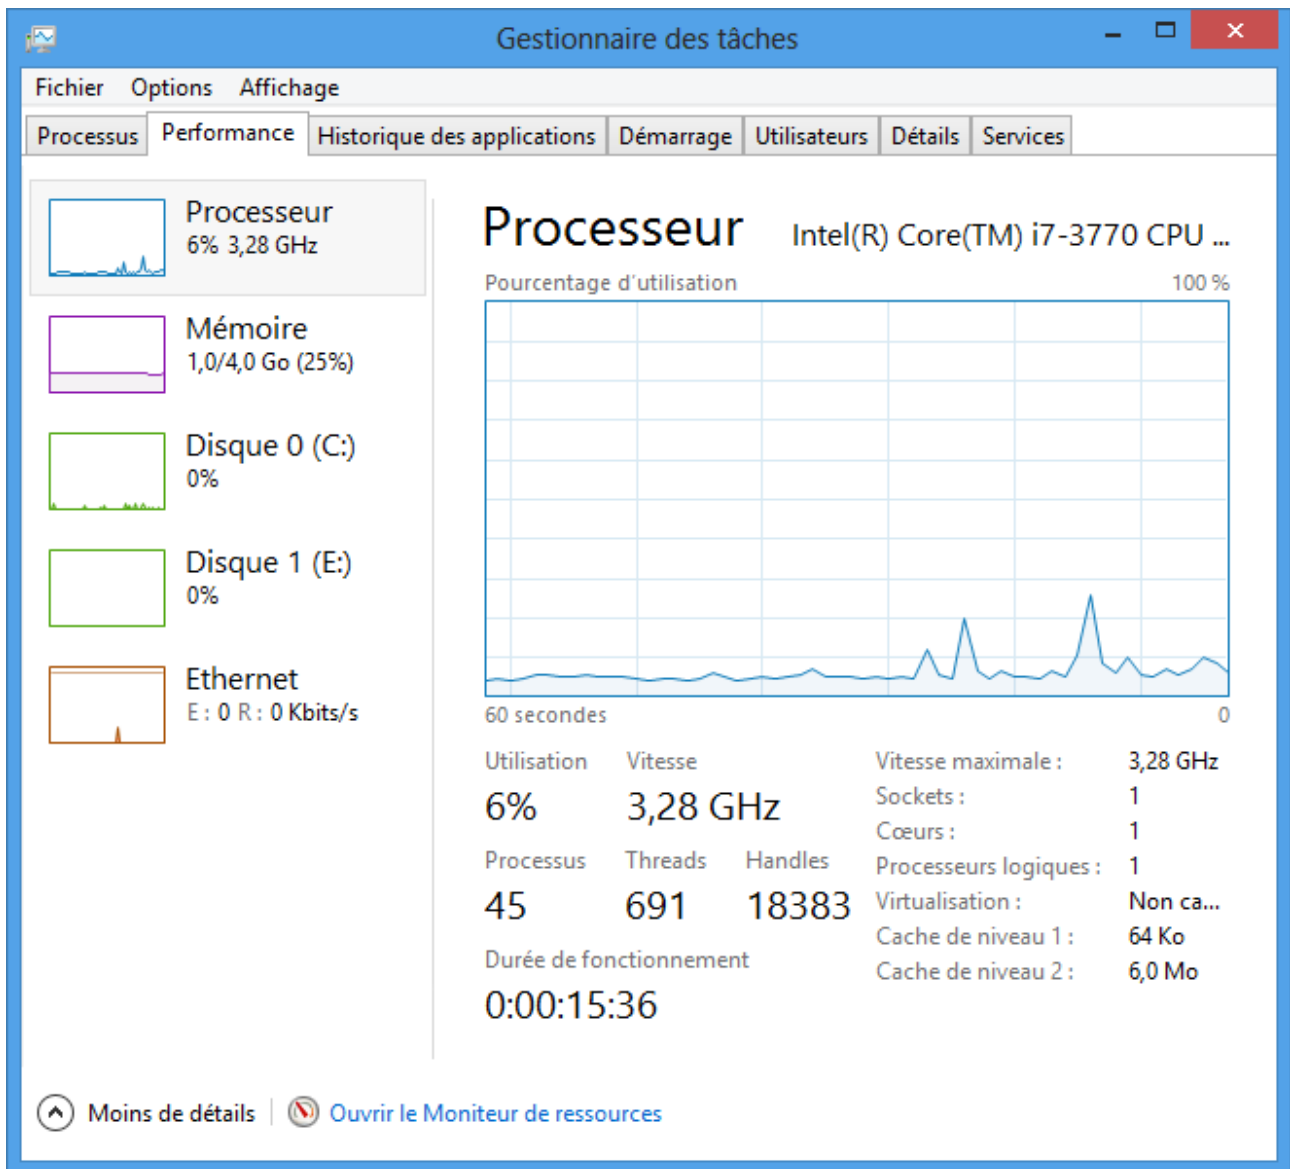 Gestionnaire des tâches
Fichier Options Affichage
Processus Performance Historique des applications Démarrage Utilisateurs Détails Services
Processeur
6% 3,28 GHz
Mémoire
1,0/4,0 Go (25%)
Disque 0 (C:)
0%
Disque 1 (E:)
0%
Ethernet
E : 0 R : 0 Kbits/s
Processeur Intel(R) Core(TM) i7-3770 CPU ...
Pourcentage d'utilisation 100 %
60 secondes 0
Utilisation Vitesse
6% 3,28 GHz
Processus Threads Handles
45 691 18383
Durée de fonctionnement
0:00:15:36
Vitesse maximale : 3,28 GHz
Sockets : 1
Cœurs : 1
Processeurs logiques : 1
Virtualisation : Non ca...
Cache de niveau 1 : 64 Ko
Cache de niveau 2 : 6,0 Mo
Moins de détails Ouvrir le Moniteur de ressources